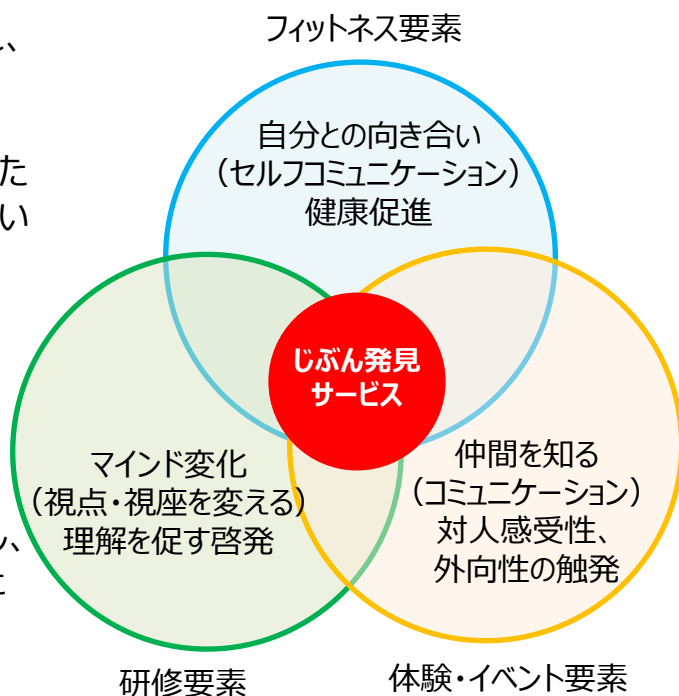 フィットネス要素
、
た
い
自分との向き合い
（セルフコミュニケーション）
健康促進
じぶん発見
サービス
マインド変化
（視点・視座を変える）
理解を促す啓発
仲間を知る
（コミュニケーション）
対人感受性、
外向性の触発
研修要素
体験・イベント要素